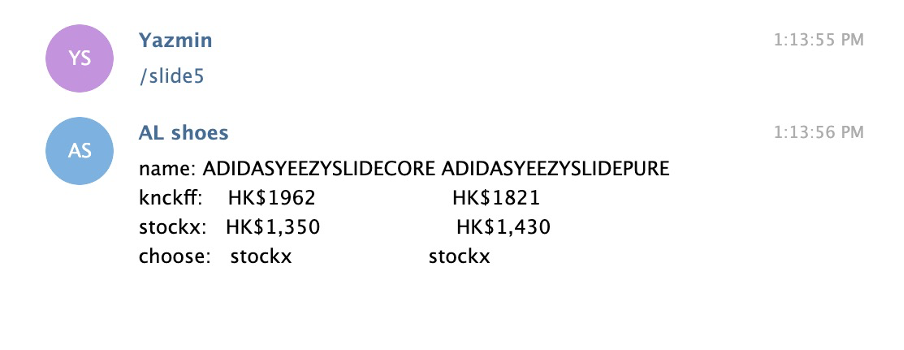 YS
Yazmin
1:13:55 PM
/slide5
AS
AL shoes
1:13:56 PM
name: ADIDASYEEZYSLIDECORE ADIDASYEEZYSLIDEPURE
knckff: HK$1962 HK$1821
stockx: HK$1,350 HK$1,430
choose: stockx stockx